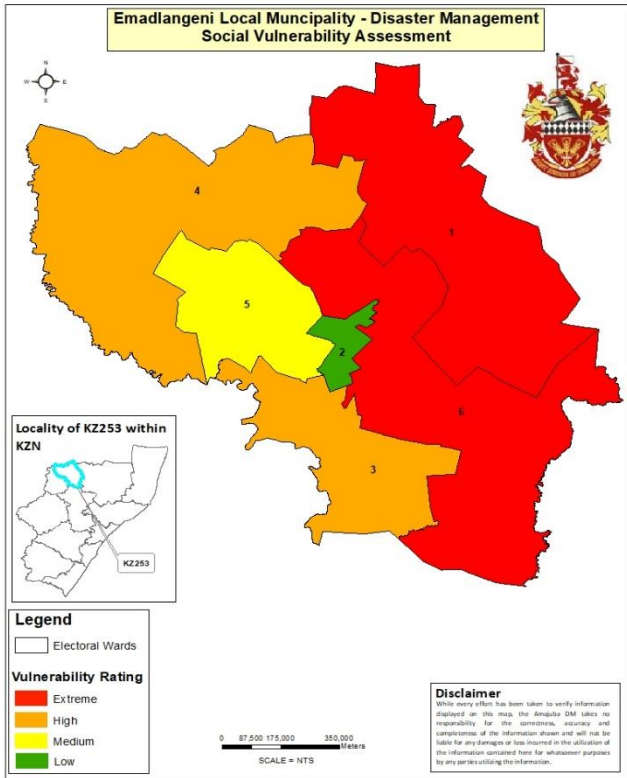 Emadlangeni Local Muncipality - Disaster Management
Social Vulnerability Assessment
N
W E
S
4
1
5
2
6
3
Locality of KZ253 within
KZN
KZ253
Legend
Electoral Wards
Vulnerability Rating
Extreme
High
Medium
Low
0 87,500 175,000 350,000
Meters
SCALE = NTS
Disclaimer
While every effort has been taken to verify information
displayed on this map, the Amajuba DM takes no
responsibility for the correctness, accuracy and
completeness of the information shown and will not be
liable for any damages or loss incurred in the utilization of
the information contained here for whatsoever purposes
by any parties utilizing the information.